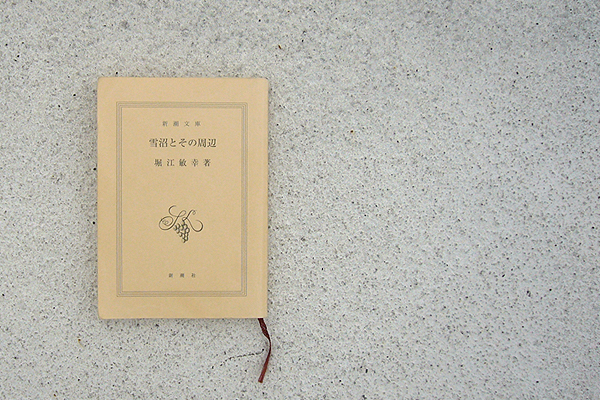 新潮文庫
雪沼とその周辺
堀江敏幸著
新潮社